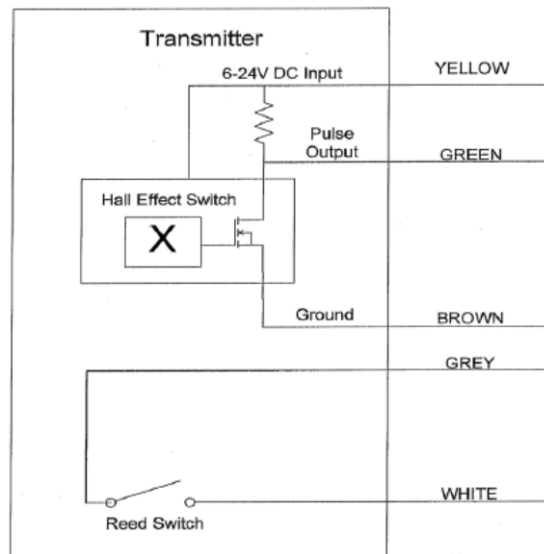 Transmitter
6-24V DC Input
YELLOW
Pulse
Output
GREEN
Hall Effect Switch
X
Ground
BROWN
GREY
WHITE
Reed Switch